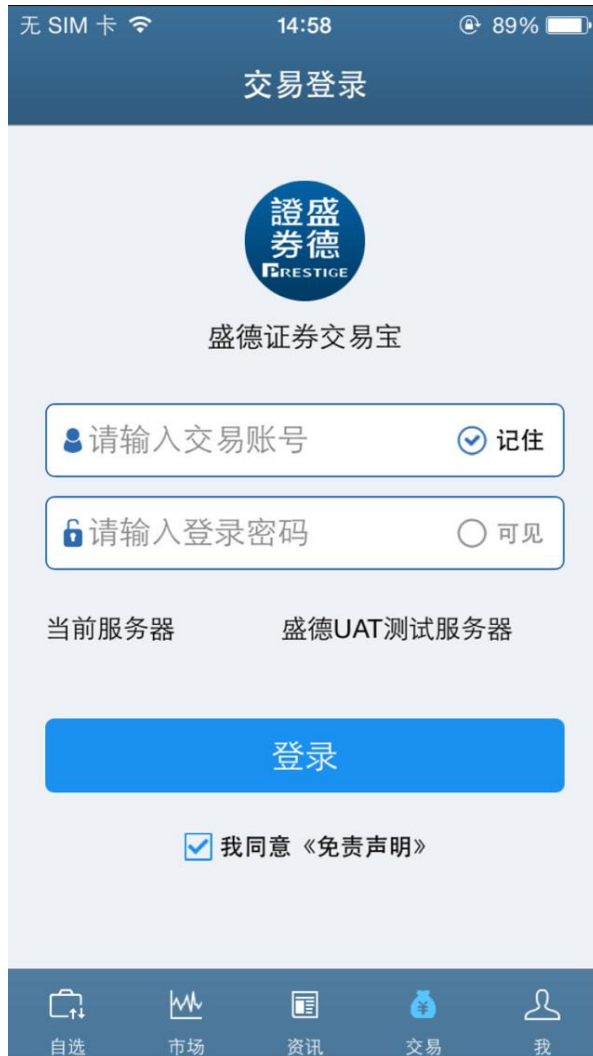 无 SIM 卡 14:58 89%
交易登录
證盛
券德
PRESTIGE
盛德证券交易宝
请输入交易账号 记住
请输入登录密码 可见
当前服务器 盛德UAT测试服务器
登录
我同意《免责声明》
自选 市场 资讯 交易 我